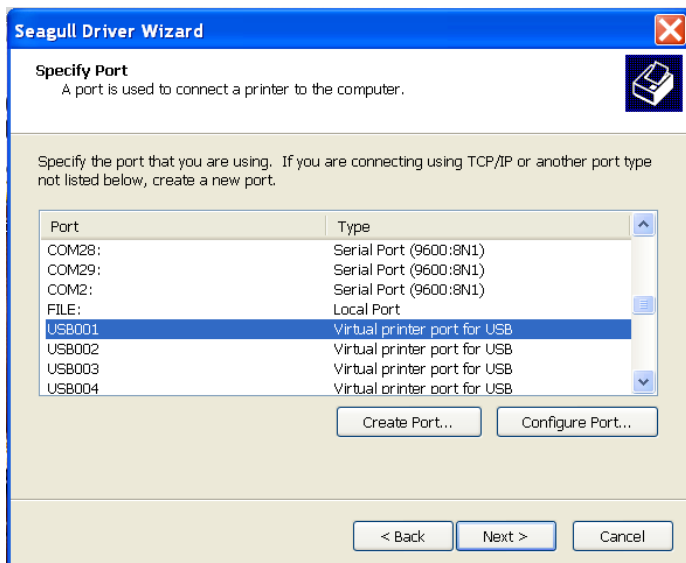 Seagull Driver Wizard
Specify Port
A port is used to connect a printer to the computer.
Specify the port that you are using. If you are connecting using TCP/IP or another port type
not listed below, create a new port.
Port Type
COM28: Serial Port (9600:8N1)
COM29: Serial Port (9600:8N1)
COM2: Serial Port (9600:8N1)
FILE: Local Port
USB001 Virtual printer port for USB
USB002 Virtual printer port for USB
USB003 Virtual printer port for USB
USB004 Virtual printer port for USB
Create Port... Configure Port...
< Back Next > Cancel